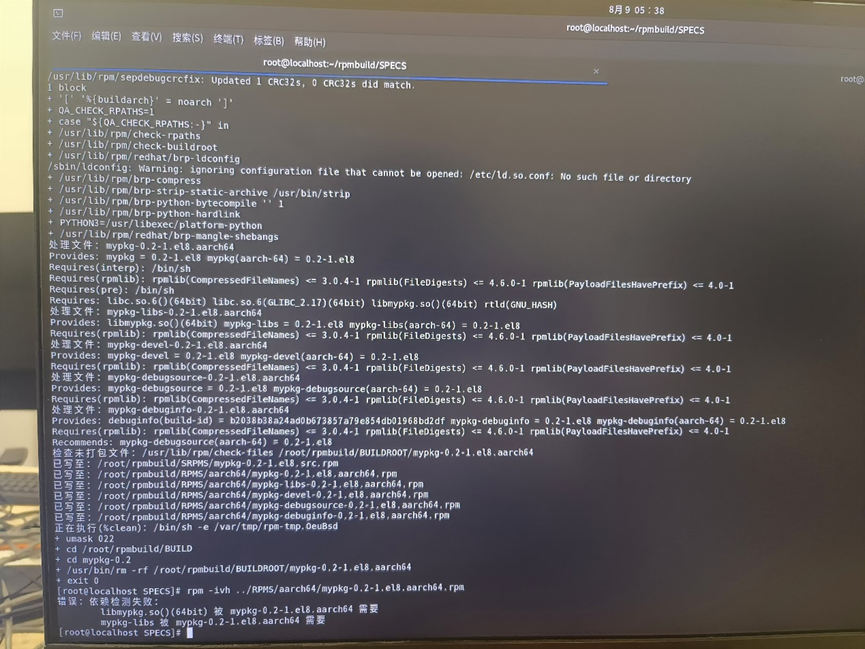 8月9 05：38
root@localhost:~/rpmbuild/SPECS
文件(F) 编辑(E) 查看(V) 搜索(S) 终端(T) 标签(B) 帮助(H)
root@localhost:~/rpmbuild/SPECS ×
root@
/usr/lib/rpm/sepdebugcrcfix: Updated 1 CRC32s, 0 CRC32s did match.
1 block
+ '[' '%{buildarch}' = noarch ']'
+ QA_CHECK_RPATHS=1
+ case "${QA_CHECK_RPATHS:-}" in
+ /usr/lib/rpm/check-rpaths
+ /usr/lib/rpm/check-buildroot
+ /usr/lib/rpm/redhat/brp-ldconfig
/sbin/ldconfig: Warning: ignoring configuration file that cannot be opened: /etc/ld.so.conf: No such file or directory
+ /usr/lib/rpm/brp-compress
+ /usr/lib/rpm/brp-strip-static-archive /usr/bin/strip
+ /usr/lib/rpm/brp-python-bytecompile '' 1
+ /usr/lib/rpm/brp-python-hardlink
+ PYTHON3=/usr/libexec/platform-python
+ /usr/lib/rpm/redhat/brp-mangle-shebangs
处理文件：mypkg-0.2-1.el8.aarch64
Provides: mypkg = 0.2-1.el8 mypkg(aarch-64) = 0.2-1.el8
Requires(interp): /bin/sh
Requires(rpmlib): rpmlib(CompressedFileNames) <= 3.0.4-1 rpmlib(FileDigests) <= 4.6.0-1 rpmlib(PayloadFilesHavePrefix) <= 4.0-1
Requires(pre): /bin/sh
Requires: libc.so.6()(64bit) libc.so.6(GLIBC_2.17)(64bit) libmypkg.so()(64bit) rtld(GNU_HASH)
处理文件：mypkg-libs-0.2-1.el8.aarch64
Provides: libmypkg.so()(64bit) mypkg-libs = 0.2-1.el8 mypkg-libs(aarch-64) = 0.2-1.el8
Requires(rpmlib): rpmlib(CompressedFileNames) <= 3.0.4-1 rpmlib(FileDigests) <= 4.6.0-1 rpmlib(PayloadFilesHavePrefix) <= 4.0-1
处理文件：mypkg-devel-0.2-1.el8.aarch64
Provides: mypkg-devel = 0.2-1.el8 mypkg-devel(aarch-64) = 0.2-1.el8
Requires(rpmlib): rpmlib(CompressedFileNames) <= 3.0.4-1 rpmlib(FileDigests) <= 4.6.0-1 rpmlib(PayloadFilesHavePrefix) <= 4.0-1
处理文件：mypkg-debugsource-0.2-1.el8.aarch64
Provides: mypkg-debugsource = 0.2-1.el8 mypkg-debugsource(aarch-64) = 0.2-1.el8
Requires(rpmlib): rpmlib(CompressedFileNames) <= 3.0.4-1 rpmlib(FileDigests) <= 4.6.0-1 rpmlib(PayloadFilesHavePrefix) <= 4.0-1
处理文件：mypkg-debuginfo-0.2-1.el8.aarch64
Provides: debuginfo(build-id) = b2038b38a24ad0b673857a79e854db01968bd2df mypkg-debuginfo = 0.2-1.el8 mypkg-debuginfo(aarch-64) = 0.2-1.el8
Requires(rpmlib): rpmlib(CompressedFileNames) <= 3.0.4-1 rpmlib(FileDigests) <= 4.6.0-1 rpmlib(PayloadFilesHavePrefix) <= 4.0-1
Recommends: mypkg-debugsource(aarch-64) = 0.2-1.el8
检查未打包文件：/usr/lib/rpm/check-files /root/rpmbuild/BUILDROOT/mypkg-0.2-1.el8.aarch64
已写至：/root/rpmbuild/SRPMS/mypkg-0.2-1.el8.src.rpm
已写至：/root/rpmbuild/RPMS/aarch64/mypkg-0.2-1.el8.aarch64.rpm
已写至：/root/rpmbuild/RPMS/aarch64/mypkg-libs-0.2-1.el8.aarch64.rpm
已写至：/root/rpmbuild/RPMS/aarch64/mypkg-devel-0.2-1.el8.aarch64.rpm
已写至：/root/rpmbuild/RPMS/aarch64/mypkg-debugsource-0.2-1.el8.aarch64.rpm
已写至：/root/rpmbuild/RPMS/aarch64/mypkg-debuginfo-0.2-1.el8.aarch64.rpm
正在执行(%clean)：/bin/sh -e /var/tmp/rpm-tmp.OeuBsd
+ umask 022
+ cd /root/rpmbuild/BUILD
+ cd mypkg-0.2
+ /usr/bin/rm -rf /root/rpmbuild/BUILDROOT/mypkg-0.2-1.el8.aarch64
+ exit 0
[root@localhost SPECS]# rpm -ivh ../RPMS/aarch64/mypkg-0.2-1.el8.aarch64.rpm
错误：依赖检测失败：
libmypkg.so()(64bit) 被 mypkg-0.2-1.el8.aarch64 需要
mypkg-libs 被 mypkg-0.2-1.el8.aarch64 需要
[root@localhost SPECS]#